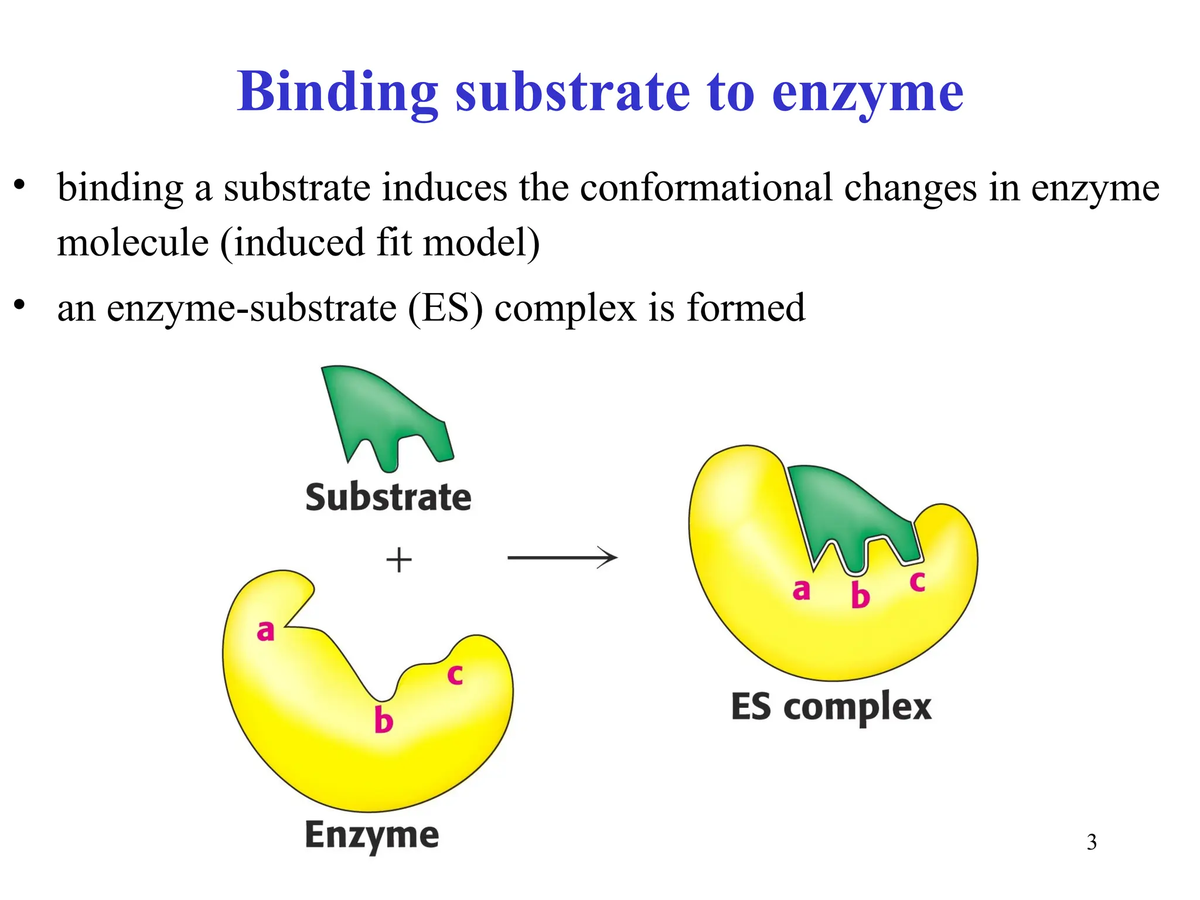 Binding substrate to enzyme
• binding a substrate induces the conformational changes in enzyme
molecule (induced fit model)
• an enzyme-substrate (ES) complex is formed
Substrate
+
a
b
c
Enzyme
a b c
ES complex
3